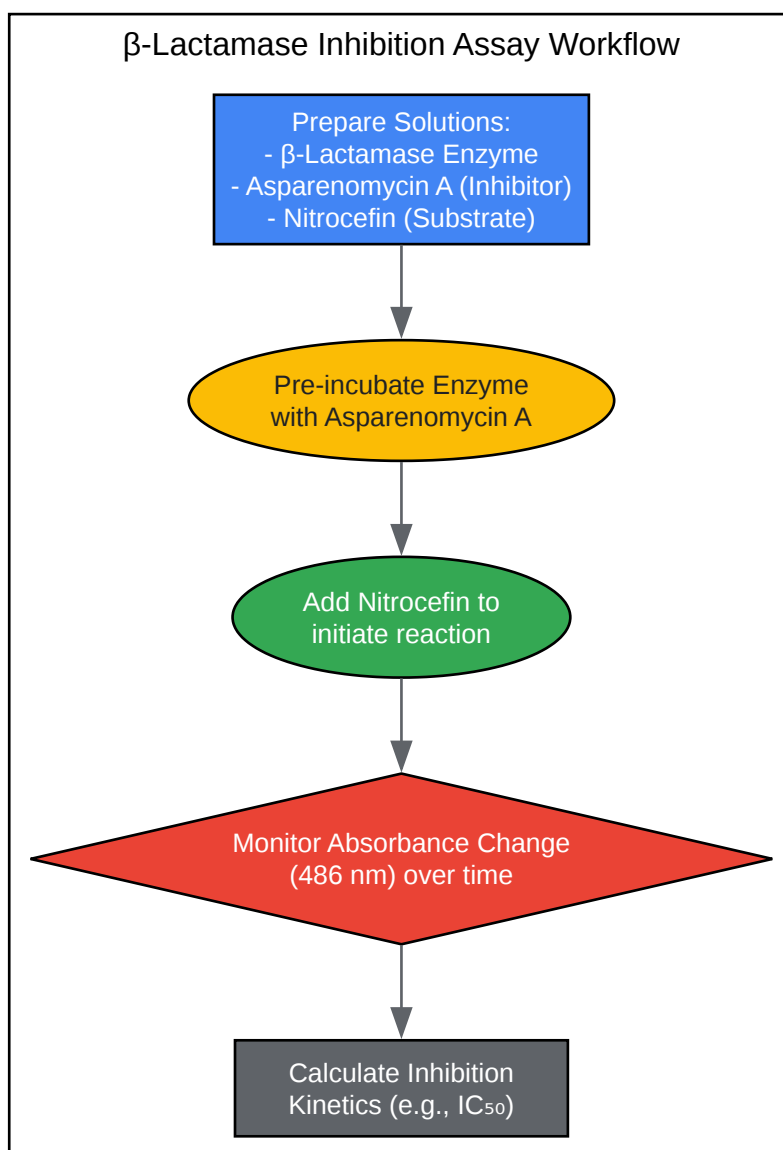 β-Lactamase Inhibition Assay Workflow
Prepare Solutions:
- β-Lactamase Enzyme
- Asparenomycin A (Inhibitor)
- Nitrocefin (Substrate)
Pre-incubate Enzyme
with Asparenomycin A
Add Nitrocefin to
initiate reaction
Monitor Absorbance Change
(486 nm) over time
Calculate Inhibition
Kinetics (e.g., IC₅₀)